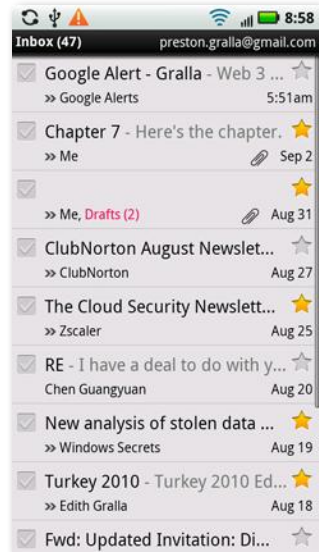 8:58
Inbox (47) preston.gralla@gmail.com
Google Alert - Gralla - Web 3 ...
» Google Alerts 5:51am
Chapter 7 - Here's the chapter.
» Me Sep 2
» Me, Drafts (2) Aug 31
ClubNorton August Newslet...
» ClubNorton Aug 27
The Cloud Security Newslett...
» Zscaler Aug 25
RE - I have a deal to do with y...
Chen Guangyuan Aug 20
New analysis of stolen data ...
» Windows Secrets Aug 19
Turkey 2010 - Turkey 2010 Ed...
» Edith Gralla Aug 18
Fwd: Updated Invitation: Di...